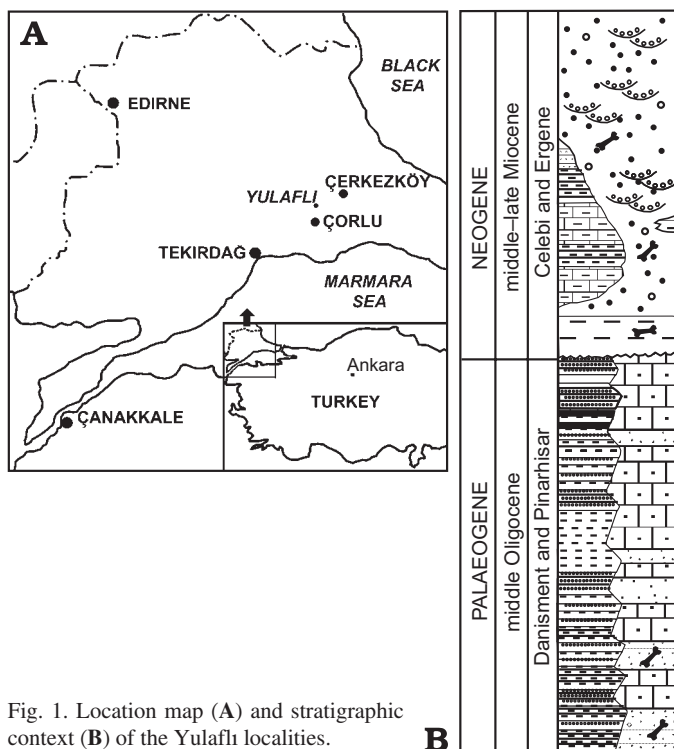 A
BLACK
SEA
EDIRNE
ÇERKEZKÖY
YULAFLI
ÇORLU
TEKIRDAĞ
MARMARA
SEA
Ankara
TURKEY
ÇANAKKALE
NEOGENE
middle–late Miocene
Celebi and Ergene
PALAEOGENE
middle Oligocene
Danisment and Pinarhisar
B
Fig. 1. Location map (A) and stratigraphic
context (B) of the Yulaflı localities.